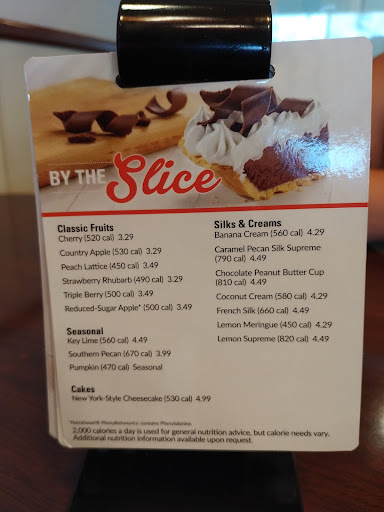 BY THE Slice
Classic Fruits
Cherry (520 cal) 3.29
Country Apple (530 cal) 3.29
Peach Lattice (450 cal) 3.49
Strawberry Rhubarb (490 cal) 3.29
Triple Berry (500 cal) 3.49
Reduced-Sugar Apple* (500 cal) 3.49
Seasonal
Key Lime (560 cal) 4.49
Southern Pecan (670 cal) 3.99
Pumpkin (470 cal) Seasonal
Cakes
New York-Style Cheesecake (530 cal) 4.99
Silks & Creams
Banana Cream (560 cal) 4.29
Caramel Pecan Silk Supreme
(790 cal) 4.49
Chocolate Peanut Butter Cup
(810 cal) 4.49
Coconut Cream (580 cal) 4.29
French Silk (660 cal) 4.49
Lemon Meringue (450 cal) 4.29
Lemon Supreme (820 cal) 4.49
*NutraSweet® Phenylketonurics: contains Phenylalanine.
2,000 calories a day is used for general nutrition advice, but calorie needs vary.
Additional nutrition information available upon request.